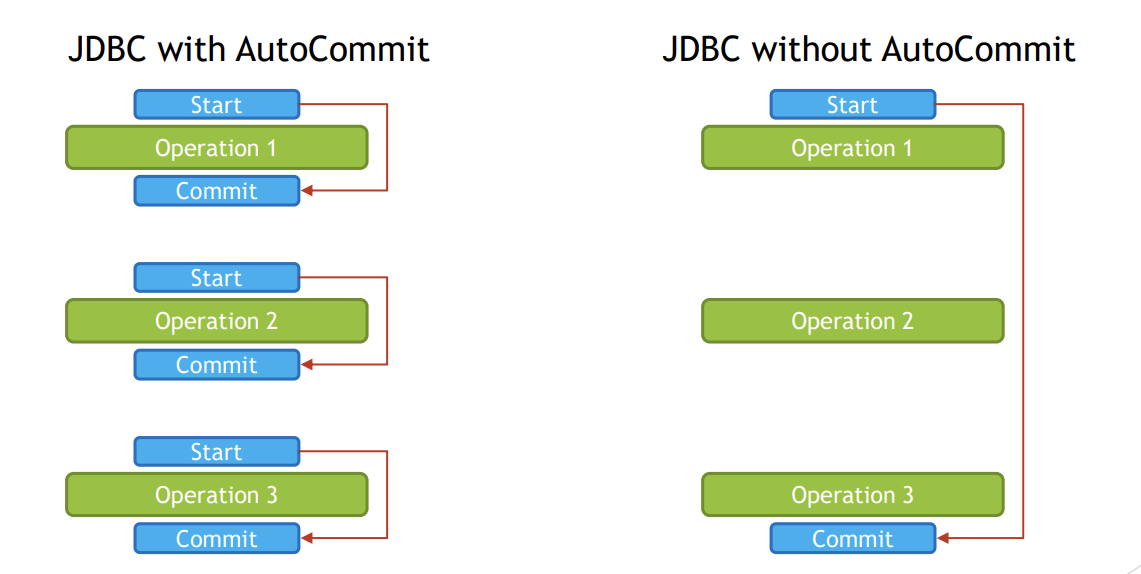 JDBC with AutoCommit
Start
Operation 1
Commit
Start
Operation 2
Commit
Start
Operation 3
Commit
JDBC without AutoCommit
Start
Operation 1
Operation 2
Operation 3
Commit